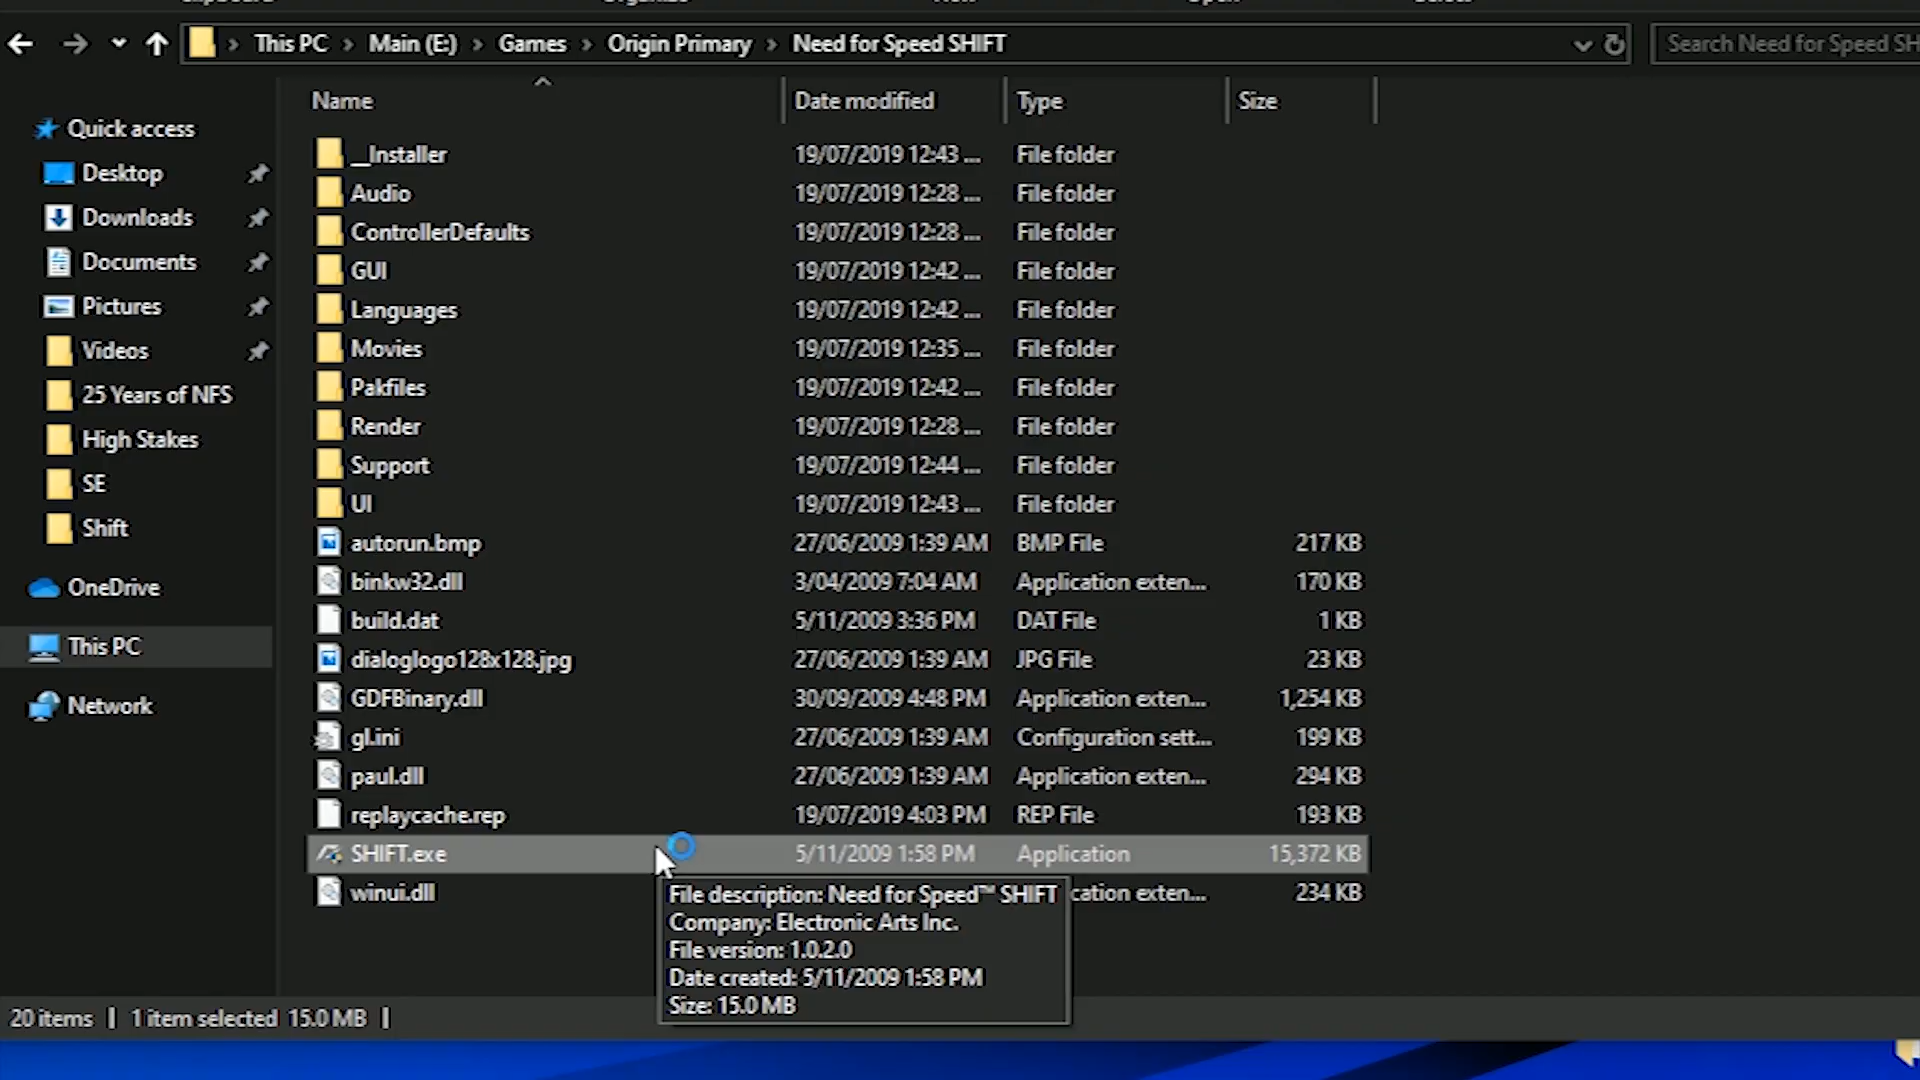 This PC > Main (E:) > Games > Origin Primary > Need for Speed SHIFT
Search Need for Speed SH
Name Date modified Type Size
Quick access
Desktop
Downloads
Documents
Pictures
Videos
25 Years of NFS
High Stakes
SE
Shift
OneDrive
This PC
Network
__Installer 19/07/2019 12:43 ... File folder
Audio 19/07/2019 12:28 ... File folder
ControllerDefaults 19/07/2019 12:28 ... File folder
GUI 19/07/2019 12:42 ... File folder
Languages 19/07/2019 12:42 ... File folder
Movies 19/07/2019 12:35 ... File folder
Pakfiles 19/07/2019 12:42 ... File folder
Render 19/07/2019 12:28 ... File folder
Support 19/07/2019 12:44 ... File folder
UI 19/07/2019 12:43 ... File folder
autorun.bmp 27/06/2009 1:39 AM BMP File 217 KB
binkw32.dll 3/04/2009 7:04 AM Application exten... 170 KB
build.dat 5/11/2009 3:36 PM DAT File 1 KB
dialoglogo128x128.jpg 27/06/2009 1:39 AM JPG File 23 KB
GDFBinary.dll 30/09/2009 4:48 PM Application exten... 1,254 KB
gl.ini 27/06/2009 1:39 AM Configuration sett... 199 KB
paul.dll 27/06/2009 1:39 AM Application exten... 294 KB
replaycache.rep 19/07/2019 4:03 PM REP File 193 KB
SHIFT.exe 5/11/2009 1:58 PM Application 15,372 KB
winui.dll cation exten... 234 KB
File description: Need for Speed™ SHIFT
Company: Electronic Arts Inc.
File version: 1.0.2.0
Date created: 5/11/2009 1:58 PM
Size: 15.0 MB
20 items | 1 item selected 15.0 MB |